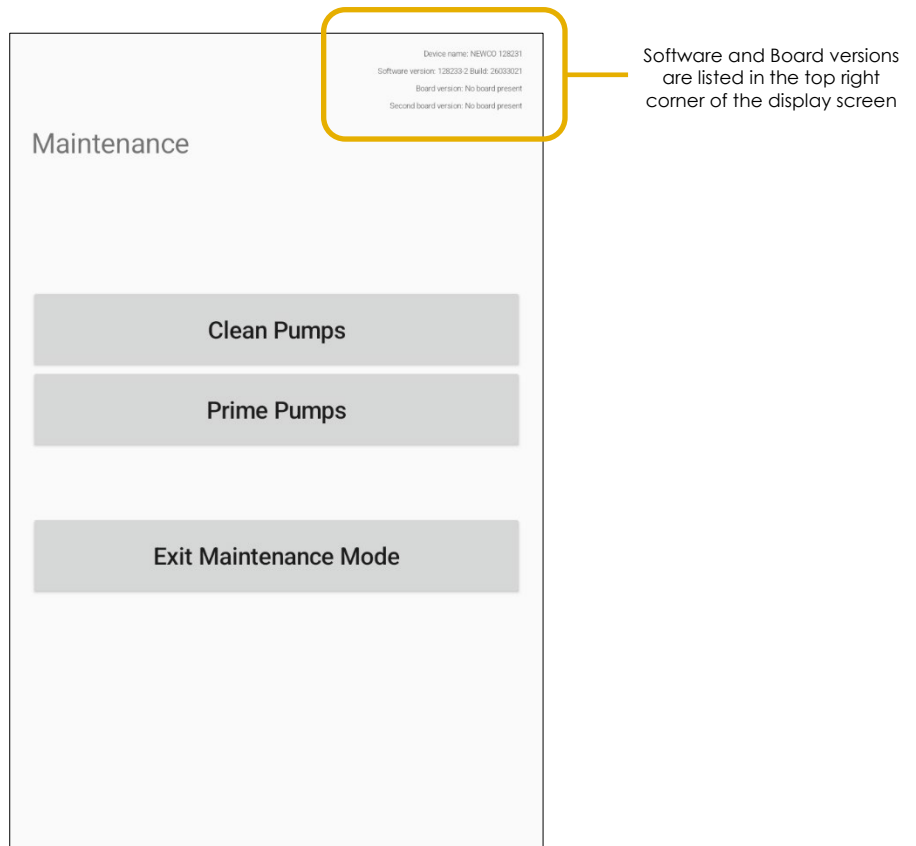 Device name: NEWCO 128231
Software version: 128233-2 Build: 26033021
Board version: No board present
Second board version: No board present
Software and Board versions
are listed in the top right
corner of the display screen
Maintenance
Clean Pumps
Prime Pumps
Exit Maintenance Mode